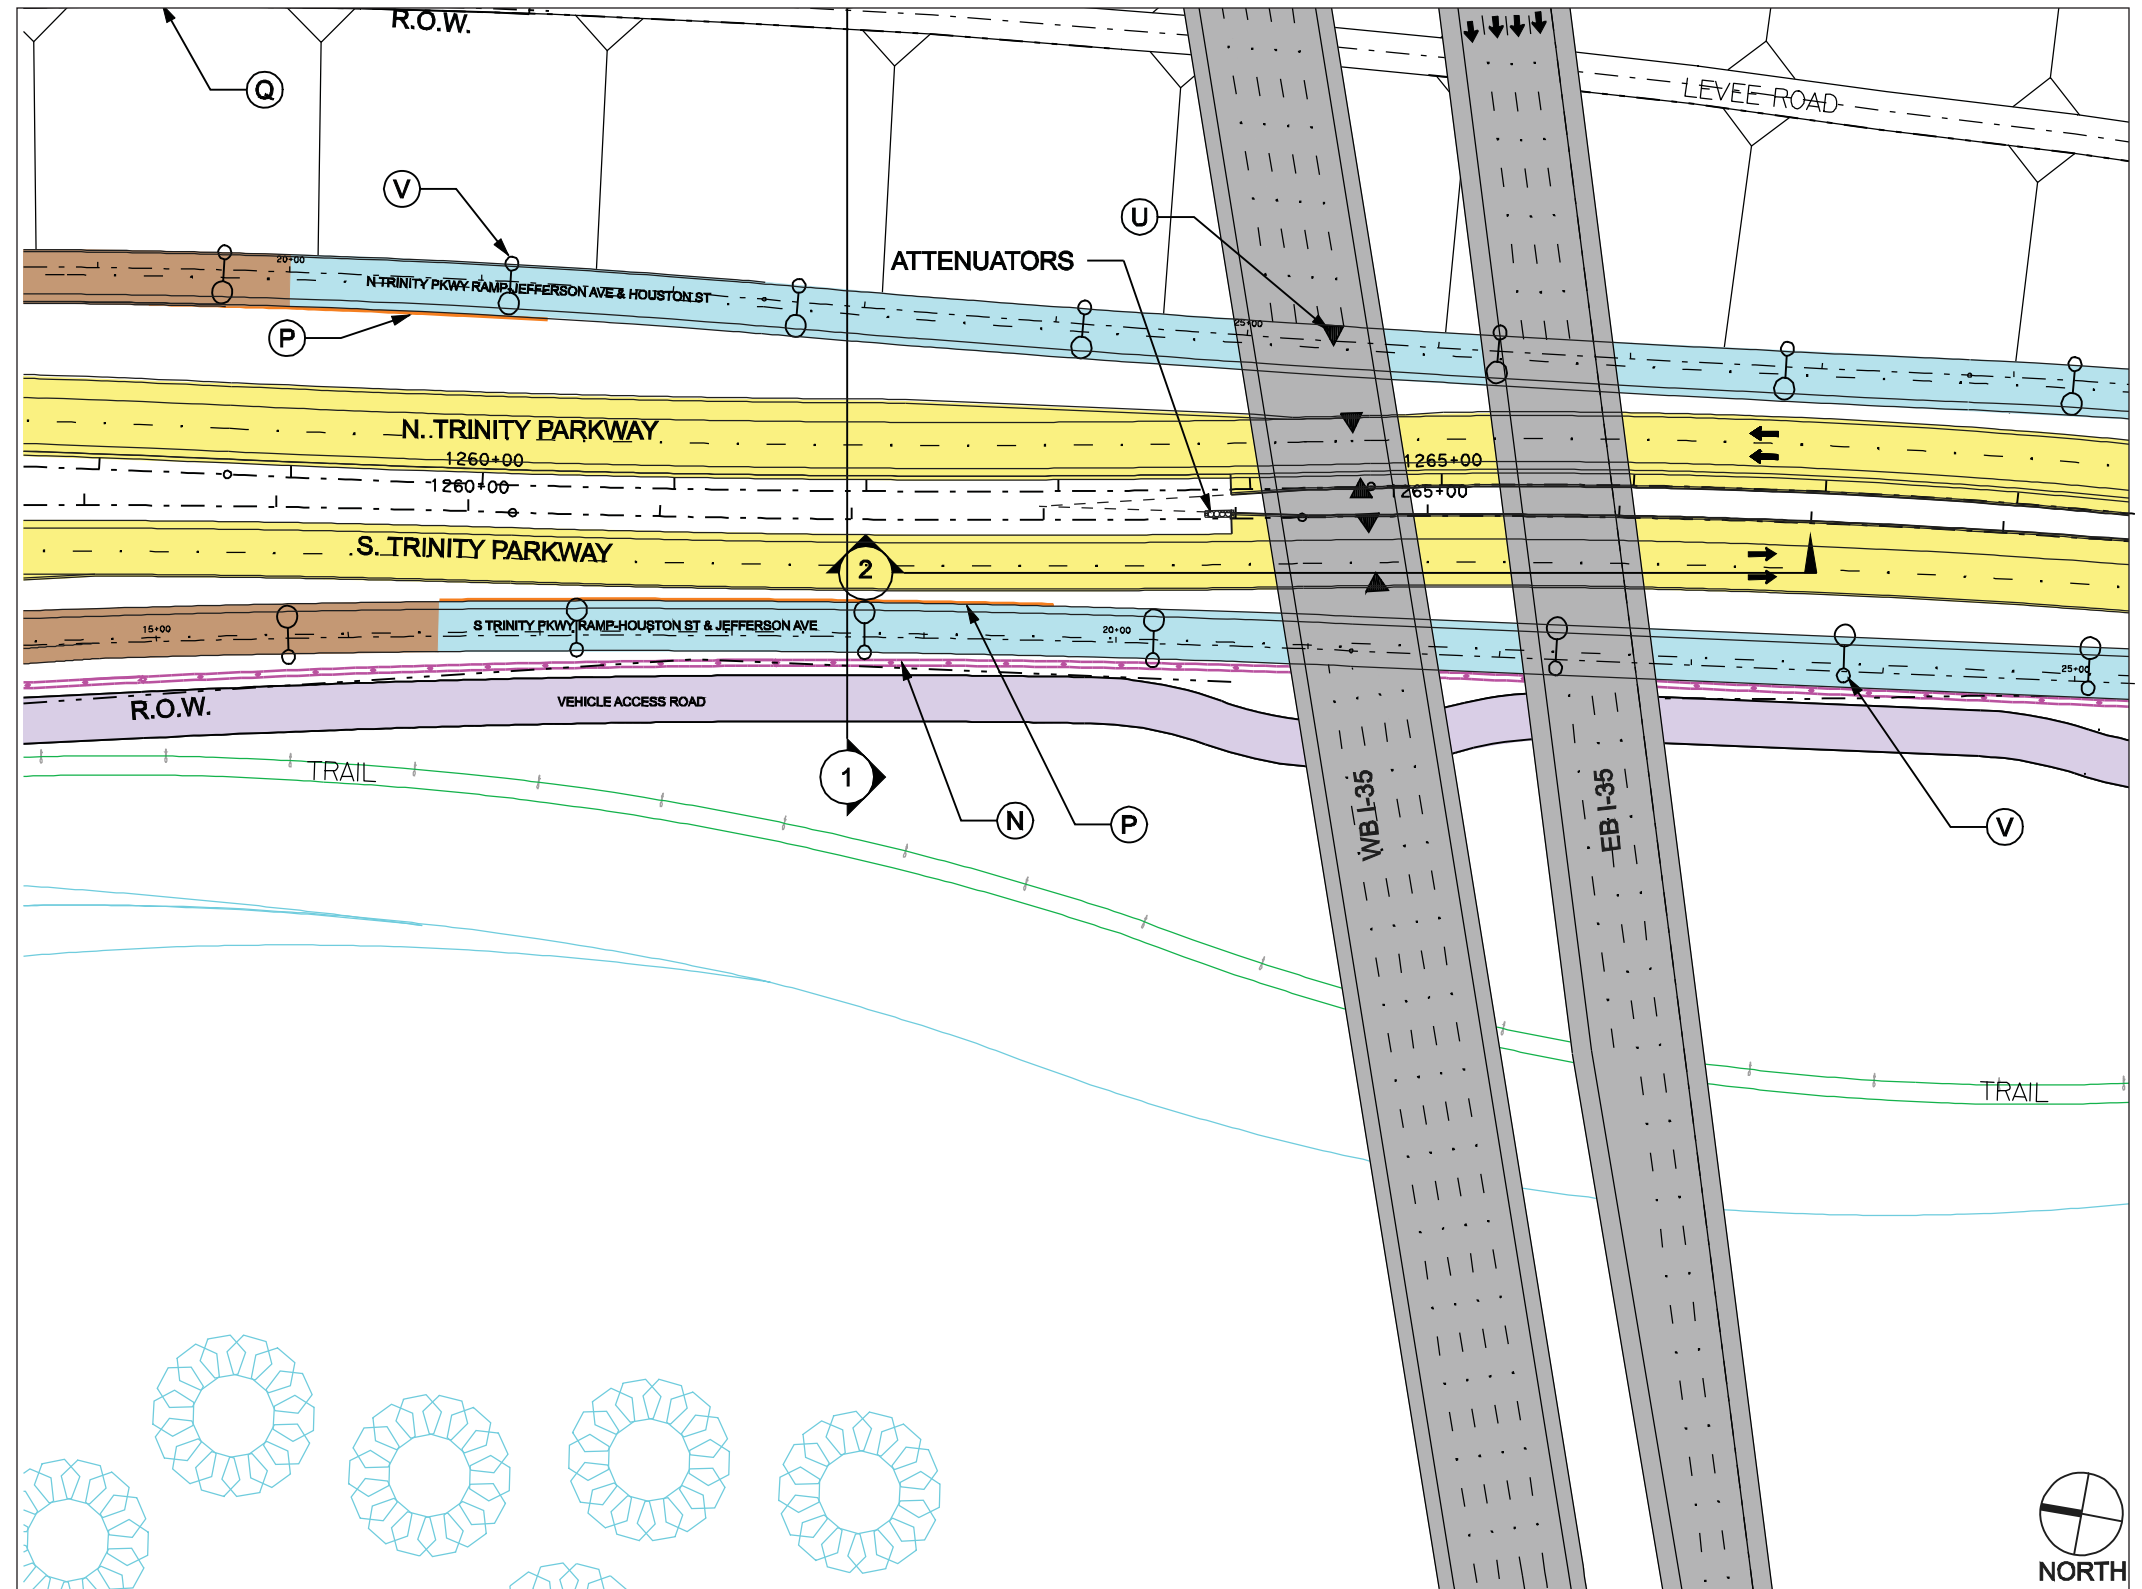 R.O.W.
Q
LEVEE ROAD
V
U
ATTENUATORS
20+00
N TRINITY PKWY RAMP-JEFFERSON AVE & HOUSTON ST
P
25+00
N. TRINITY PARKWAY
1260+00
1265+00
1260+00
1265+00
S. TRINITY PARKWAY
2
15+00
S TRINITY PKWY RAMP-HOUSTON ST & JEFFERSON AVE
20+00
25+00
R.O.W.
VEHICLE ACCESS ROAD
TRAIL
1
N
P
WB I-35
EB I-35
V
TRAIL
NORTH